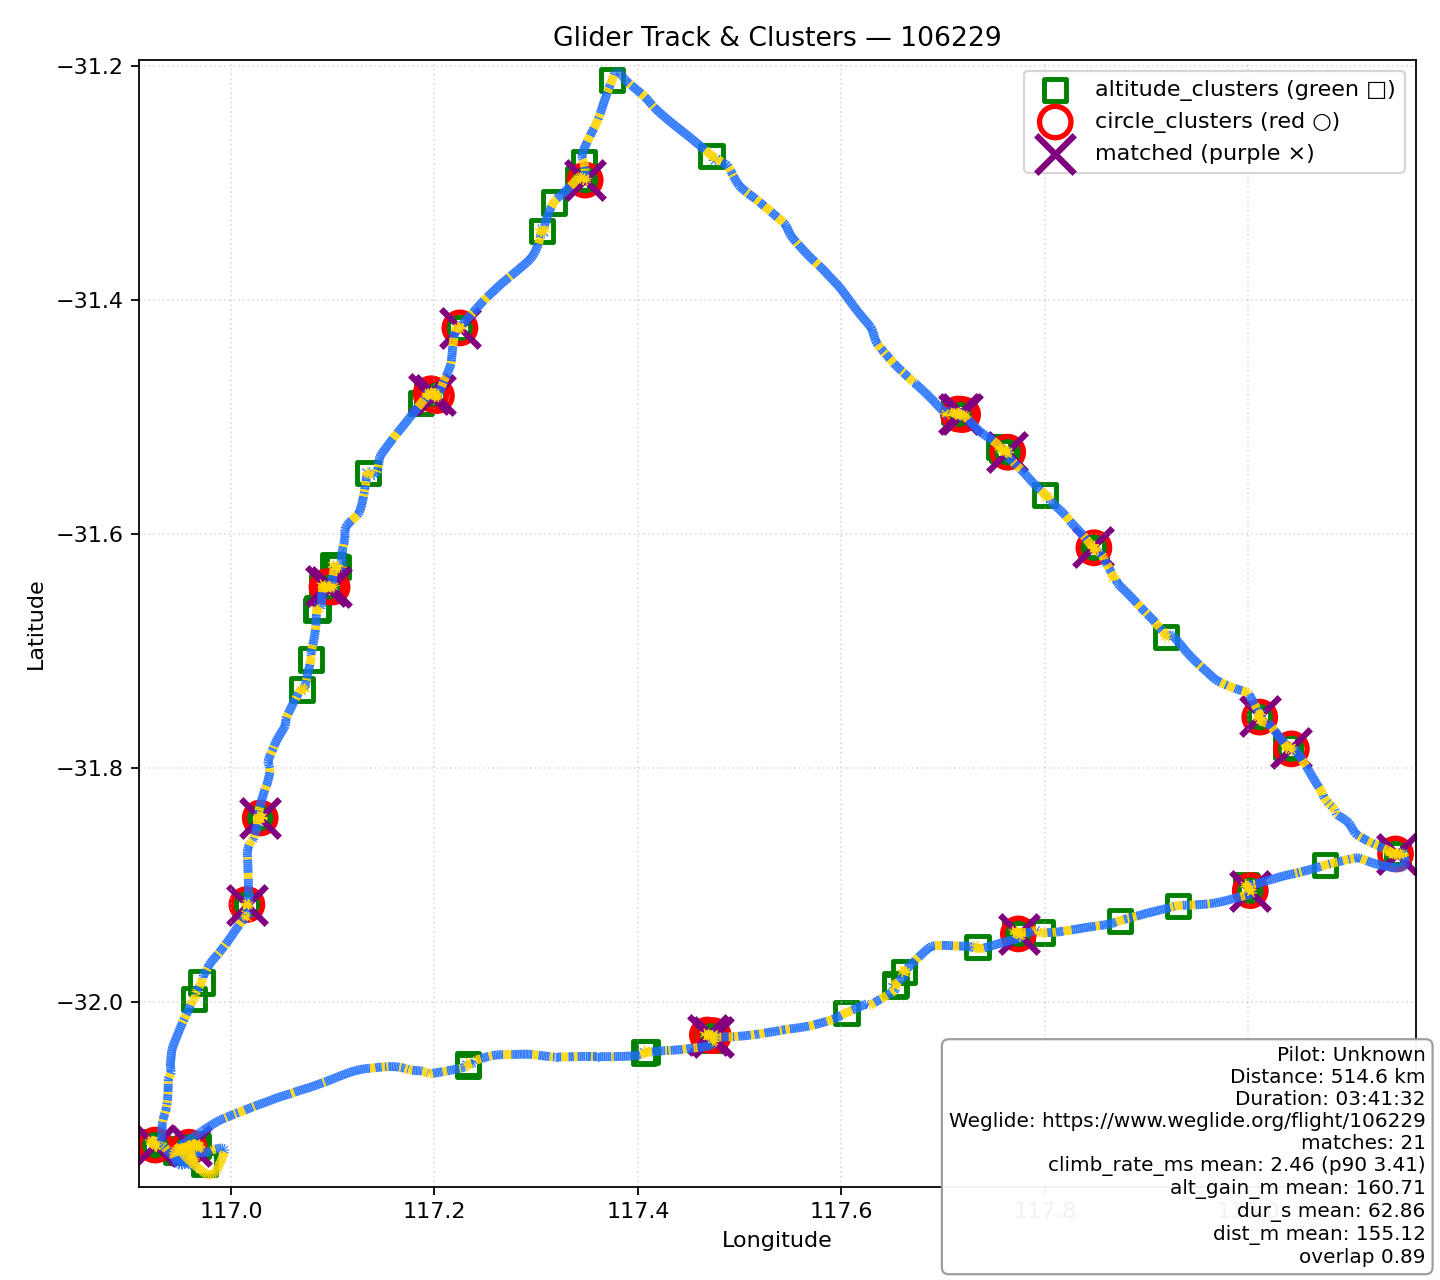 Glider Track & Clusters — 106229
altitude_clusters (green □)
circle_clusters (red ○)
matched (purple ×)
−31.2
−31.4
−31.6
−31.8
−32.0
Latitude
117.0
117.2
117.4
117.6
117.8
Longitude
Pilot: Unknown
Distance: 514.6 km
Duration: 03:41:32
Weglide: https://www.weglide.org/flight/106229
matches: 21
climb_rate_ms mean: 2.46 (p90 3.41)
alt_gain_m mean: 160.71
dur_s mean: 62.86
dist_m mean: 155.12
overlap 0.89